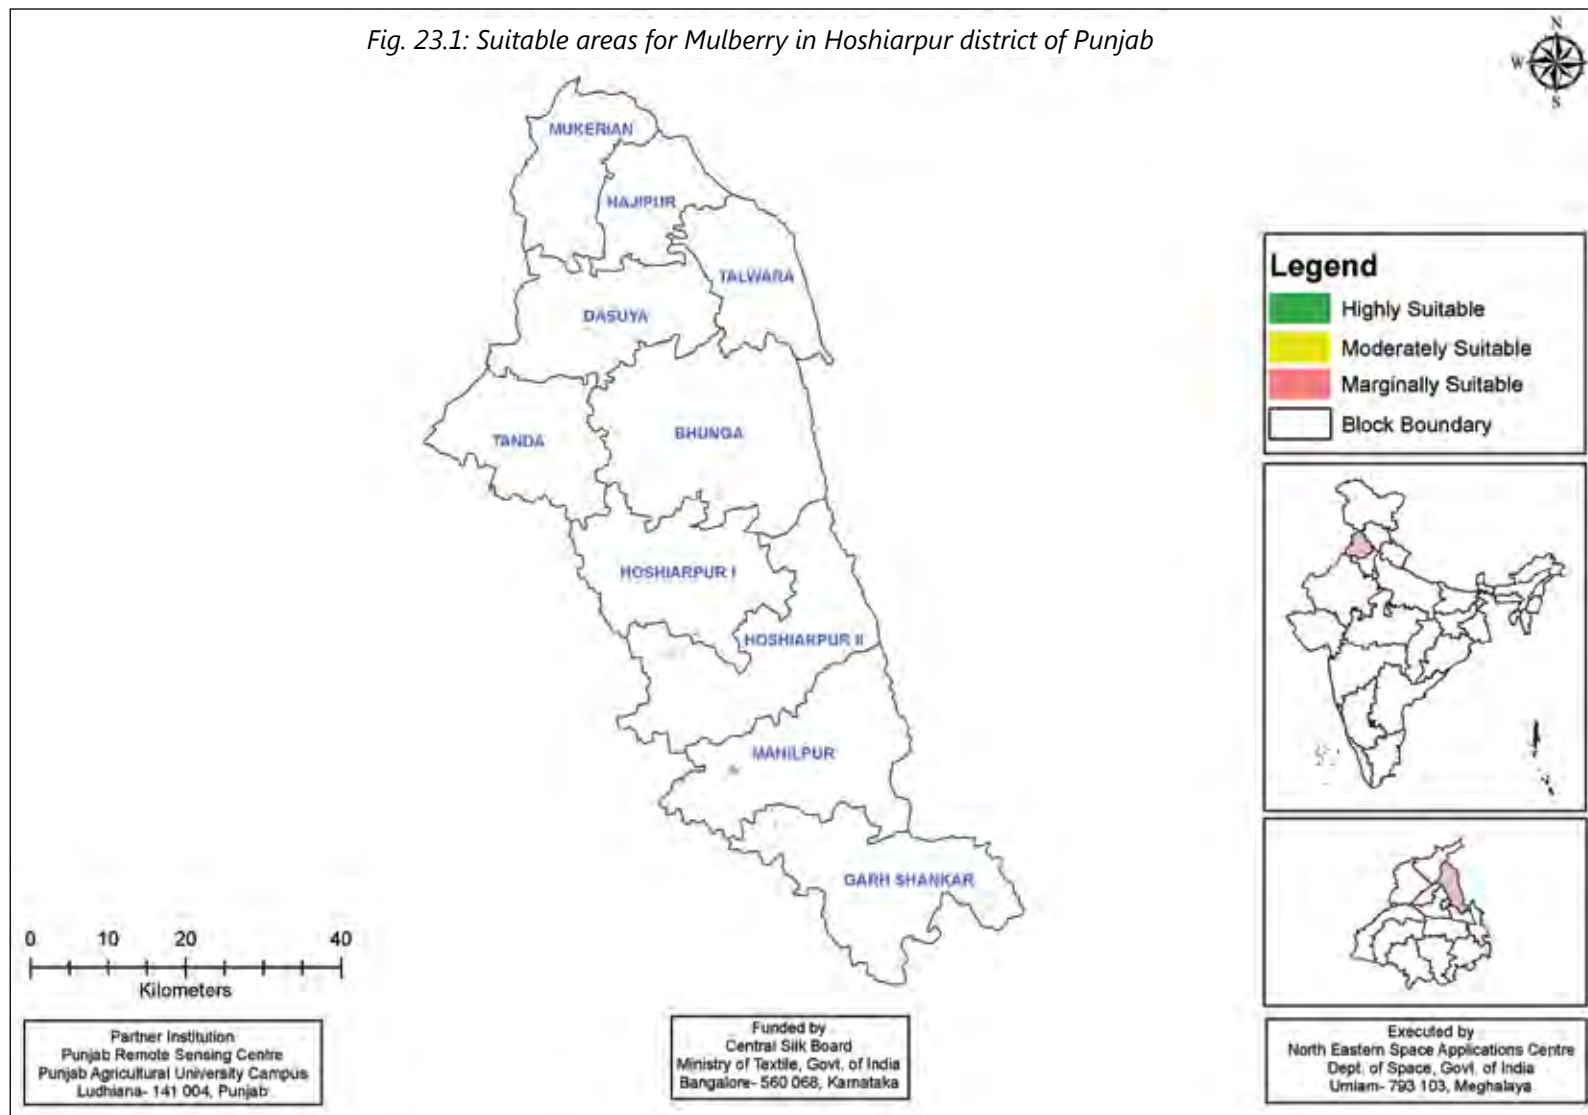 Fig. 23.1: Suitable areas for Mulberry in Hoshiarpur district of Punjab
N
W
S
MUKERIAN
HAJIPUR
TALWARA
DASUYA
TANDA
BHUNGA
HOSHIARPUR I
HOSHIARPUR II
MAHILPUR
GARH SHANKAR
Legend
Highly Suitable
Moderately Suitable
Marginally Suitable
Block Boundary
0 10 20 40
Kilometers
Partner Institution
Punjab Remote Sensing Centre
Punjab Agricultural University Campus
Ludhiana- 141 004, Punjab
Funded by
Central Silk Board
Ministry of Textile, Govt. of India
Bangalore- 560 068, Karnataka
Executed by
North Eastern Space Applications Centre
Dept. of Space, Govt. of India
Umiam- 793 103, Meghalaya